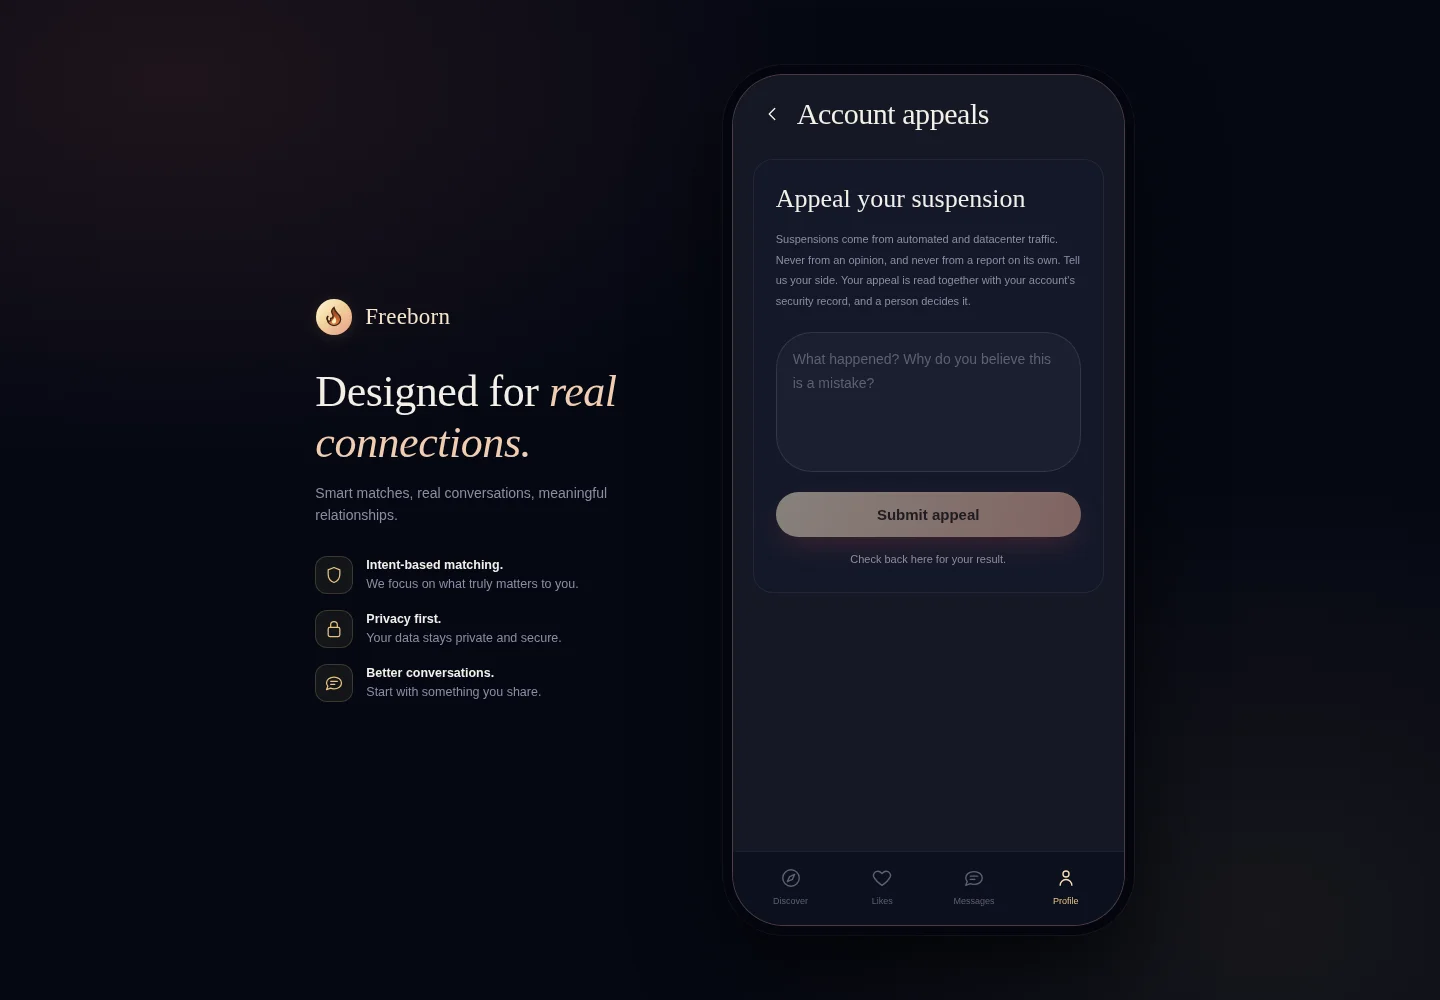 Freeborn
Designed for real
connections.
Smart matches, real conversations, meaningful
relationships.
Intent-based matching.
We focus on what truly matters to you.
Privacy first.
Your data stays private and secure.
Better conversations.
Start with something you share.
Account appeals
Appeal your suspension
Suspensions come from automated and datacenter traffic.
Never from an opinion, and never from a report on its own. Tell
us your side. Your appeal is read together with your account's
security record, and a person decides it.
What happened? Why do you believe this
is a mistake?
Submit appeal
Check back here for your result.
Discover
Likes
Messages
Profile